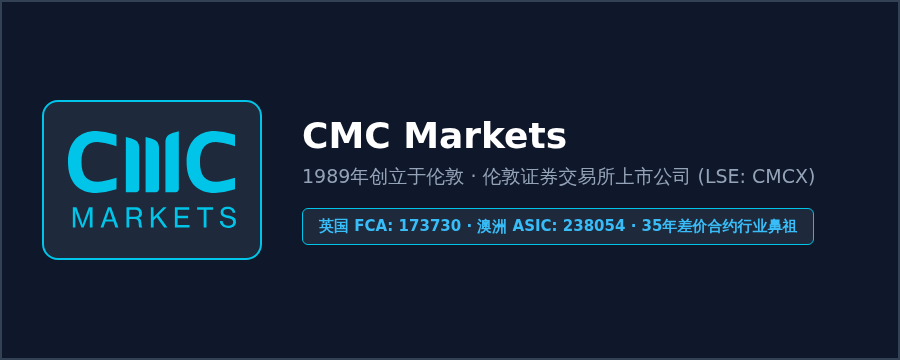 CMC
MARKETS
CMC Markets
1989年创立于伦敦 · 伦敦证券交易所上市公司 (LSE: CMCX)
英国 FCA: 173730 · 澳洲 ASIC: 238054 · 35年差价合约行业鼻祖